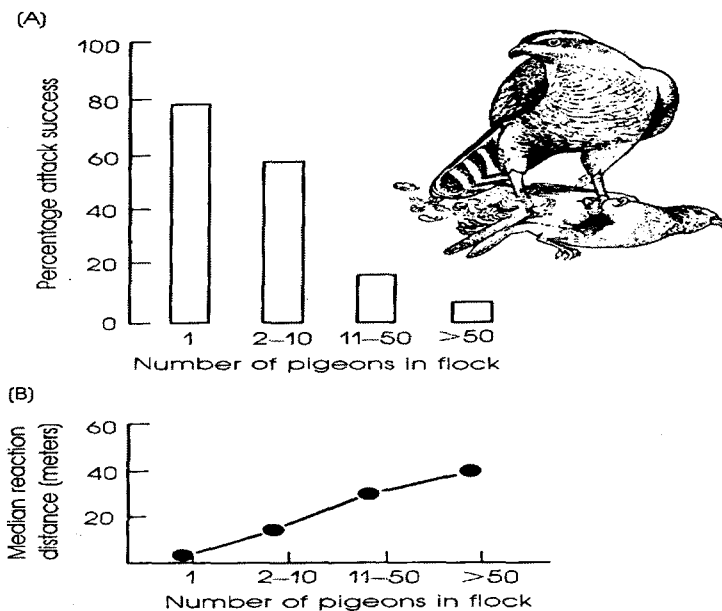 (A)
Percentage attack success
100
80
60
40
20
0
1 2–10 11–50 >50
Number of pigeons in flock
(B)
Median reaction
distance (meters)
60
40
20
1 2–10 11–50 >50
Number of pigeons in flock